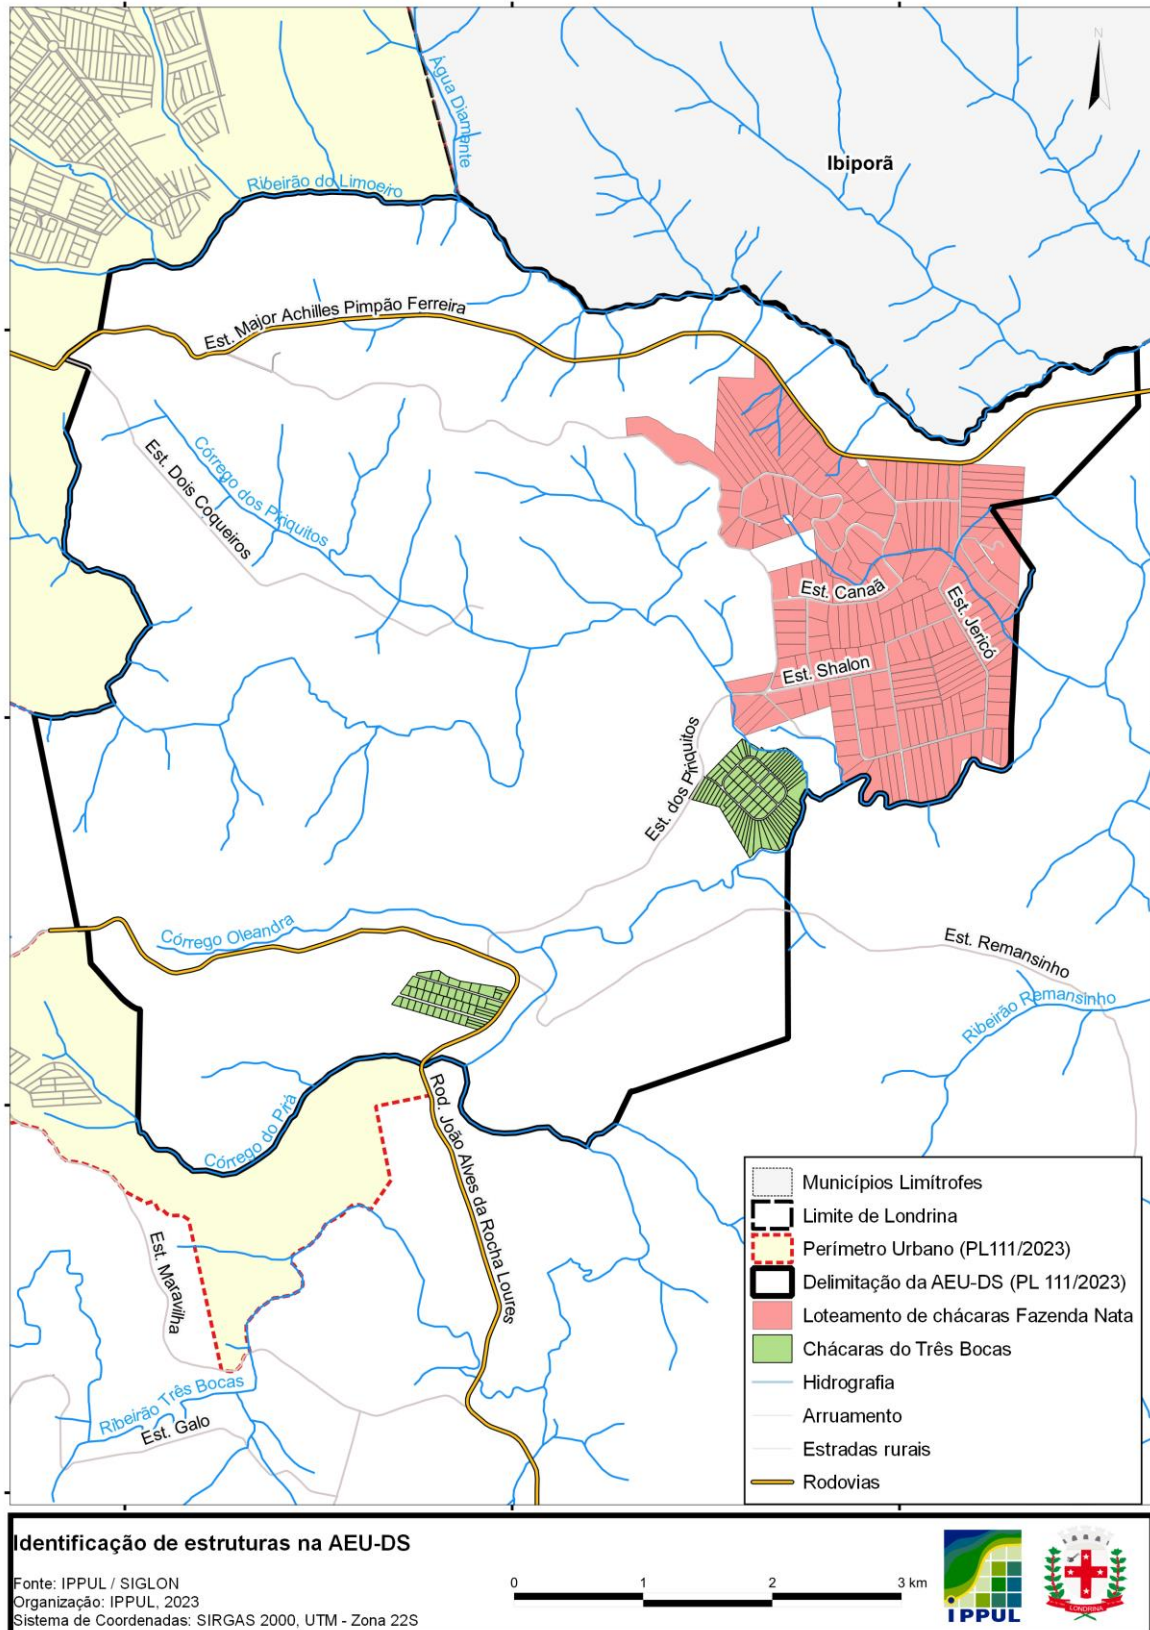 Água Diamante
Ibiporã
N
Ribeirão do Limoeiro
Est. Major Achilles Pimpão Ferreira
Est. Dois Coqueiros
Córrego dos Piriquitos
Est. Canaã
Est. Jericó
Est. Shalon
Est. dos Piriquitos
Córrego Oleandra
Est. Remansinho
Ribeirão Remansinho
Córrego do Pirá
Rod. João Alves da Rocha Loures
Est. Maravilha
Ribeirão Três Bocas
Est. Galo
Municípios Limítrofes
Limite de Londrina
Perímetro Urbano (PL111/2023)
Delimitação da AEU-DS (PL 111/2023)
Loteamento de chácaras Fazenda Nata
Chácaras do Três Bocas
Hidrografia
Arruamento
Estradas rurais
Rodovias
Identificação de estruturas na AEU-DS
Fonte: IPPUL / SIGLON
Organização: IPPUL, 2023
Sistema de Coordenadas: SIRGAS 2000, UTM - Zona 22S
0 1 2 3 km
IPPUL
LONDRINA